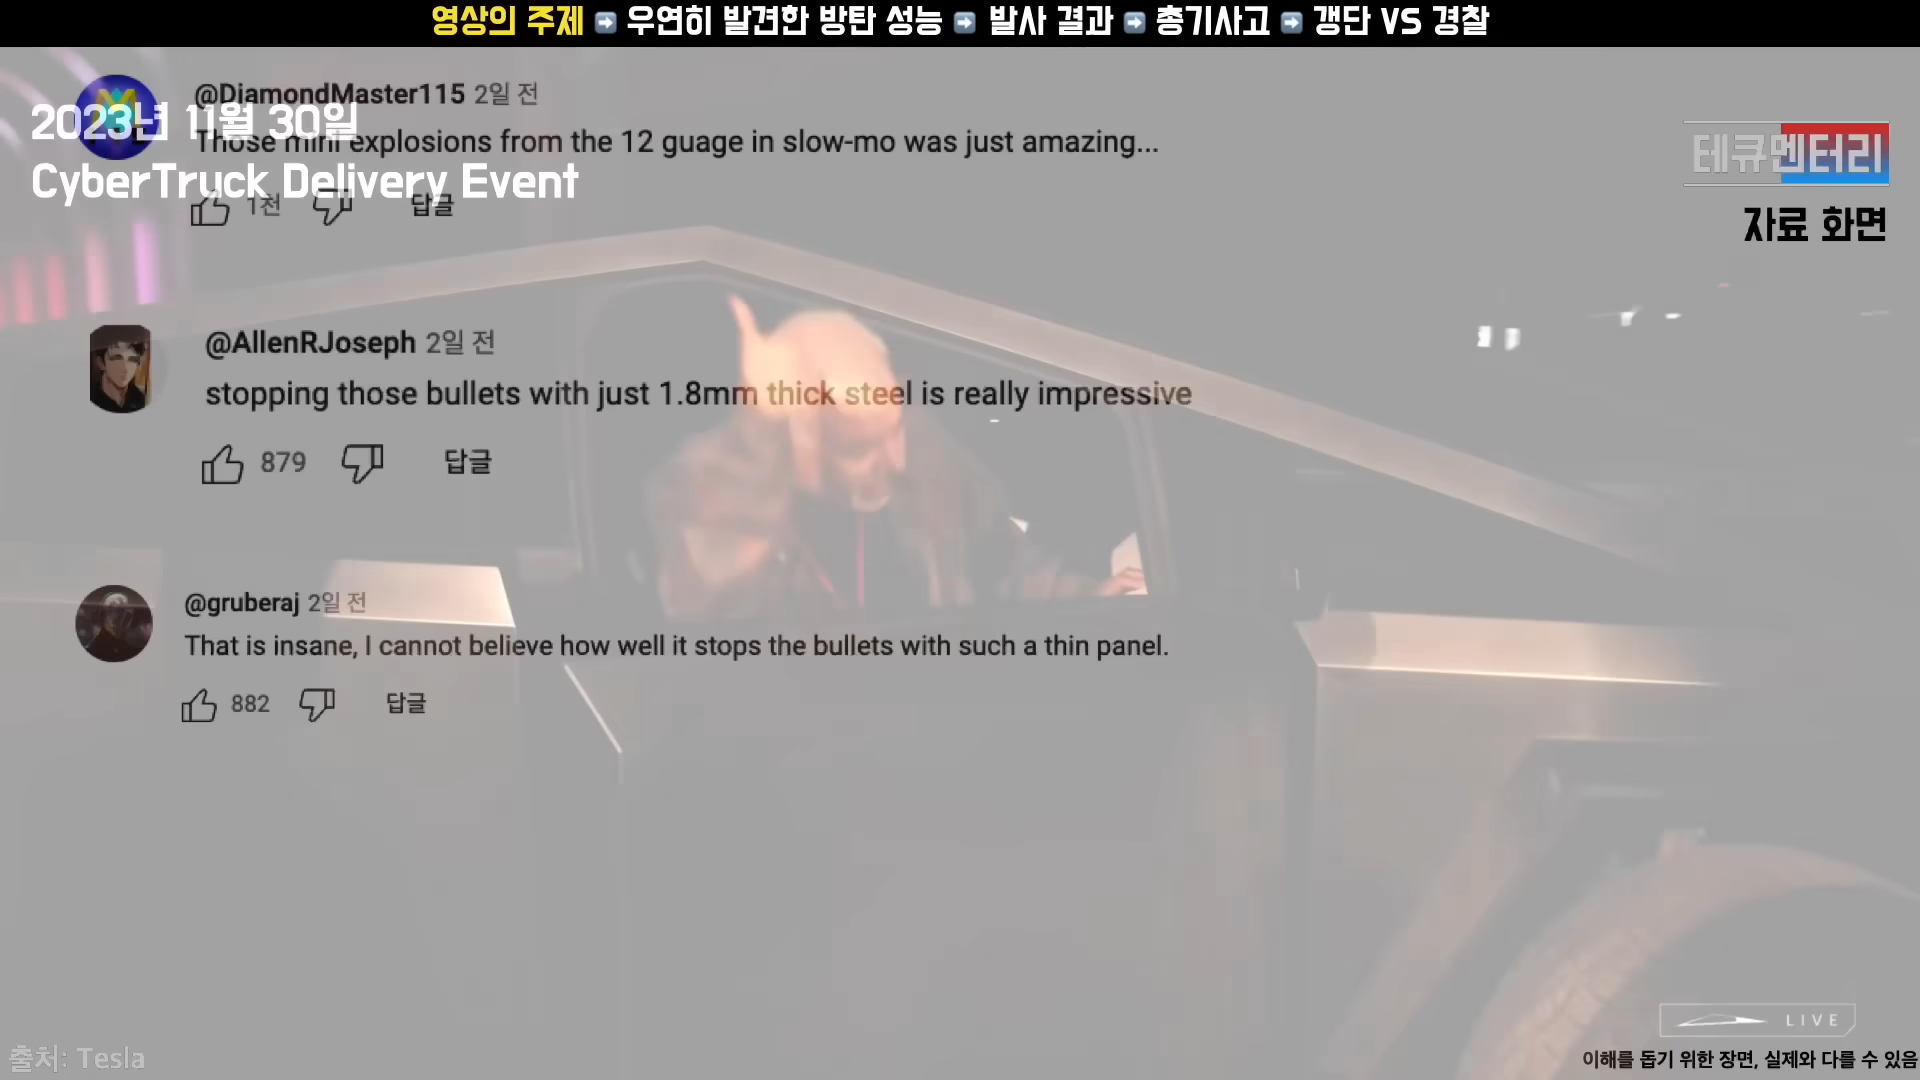 영상의 주제 ➡ 우연히 발견한 방탄 성능 ➡ 발사 결과 ➡ 총기사고 ➡ 갱단 VS 경찰
@DiamondMaster115 2일 전
2023년 11월 30일
Those mini explosions from the 12 guage in slow-mo was just amazing...
CyberTruck Delivery Event
1천 답글
테큐멘터리
자료 화면
@AllenRJoseph 2일 전
stopping those bullets with just 1.8mm thick steel is really impressive
879 답글
@gruberaj 2일 전
That is insane, I cannot believe how well it stops the bullets with such a thin panel.
882 답글
LIVE
출처: Tesla
이해를 돕기 위한 장면, 실제와 다를 수 있음